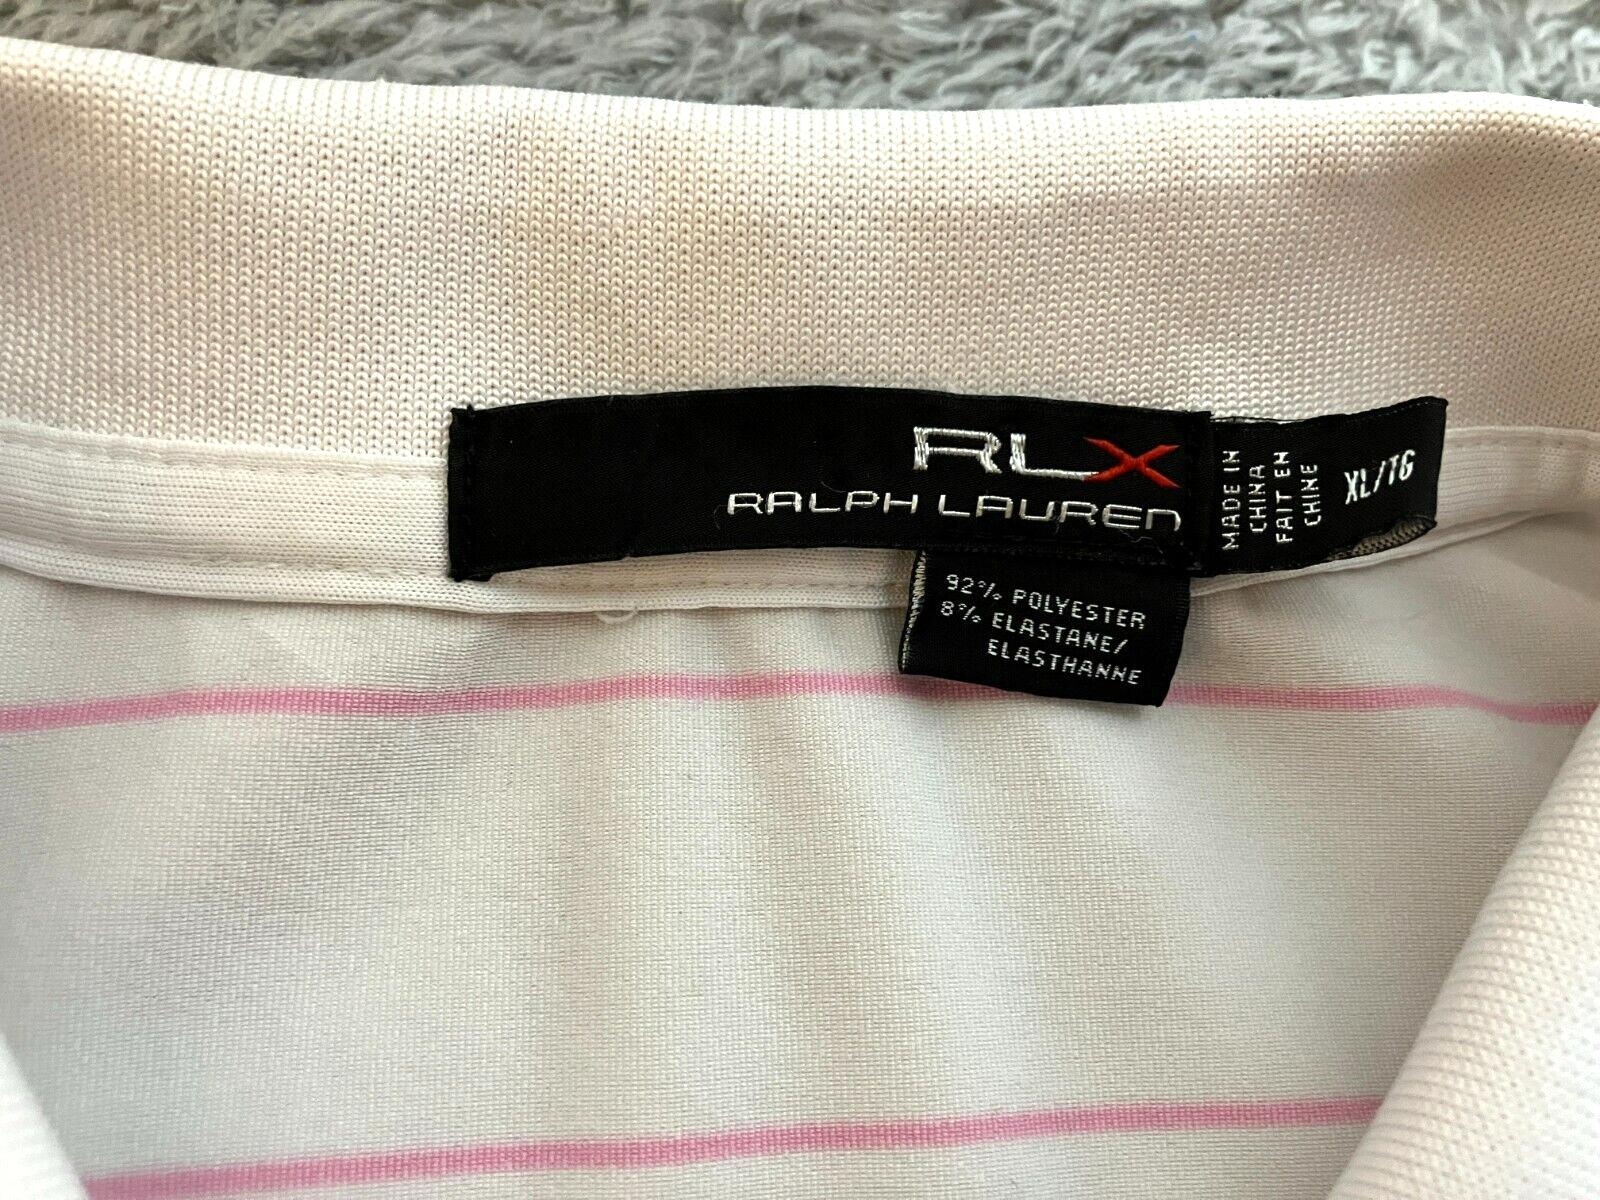 RLX
RALPH LAUREN
MADE IN
CHINA
FAIT EN
CHINE
XL/TG
92% POLYESTER
8% ELASTANE/
ELASTHANNE